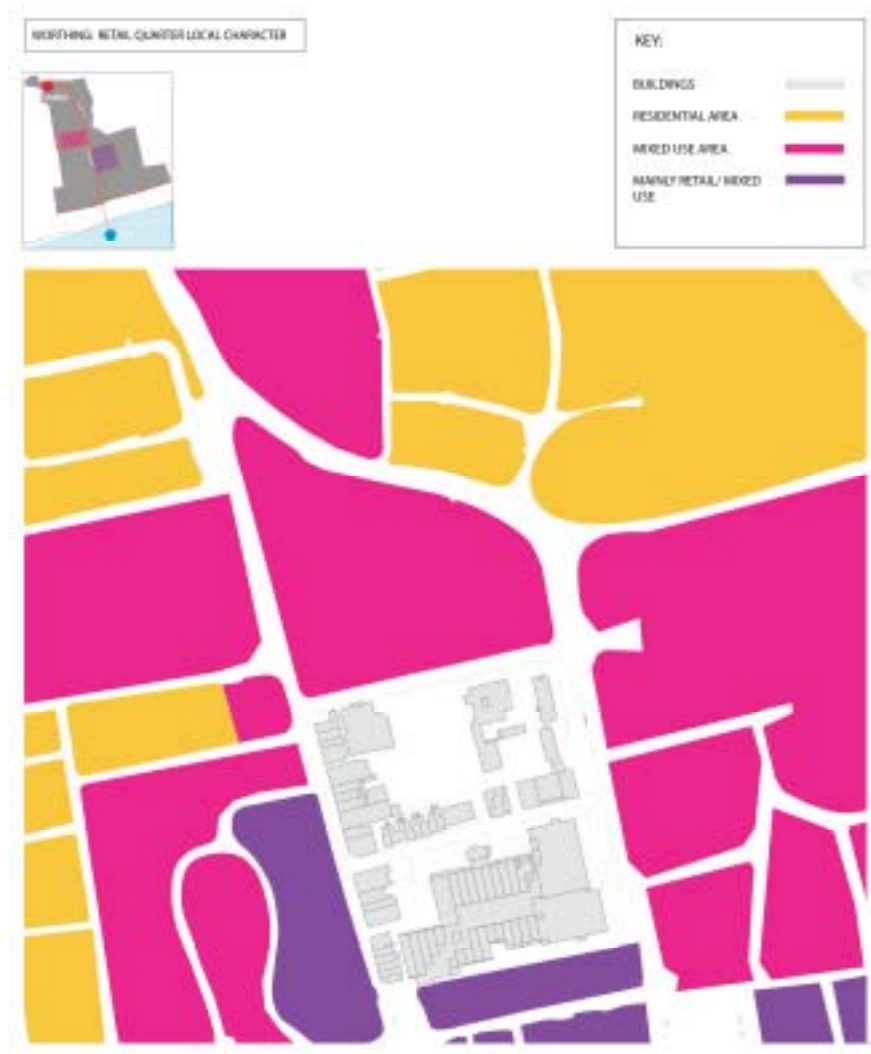 WORTHING: RETAIL QUARTER LOCAL CHARACTER
KEY:
BUILDINGS
RESIDENTIAL AREA
MIXED USE AREA
MAINLY RETAIL/ MIXED
USE